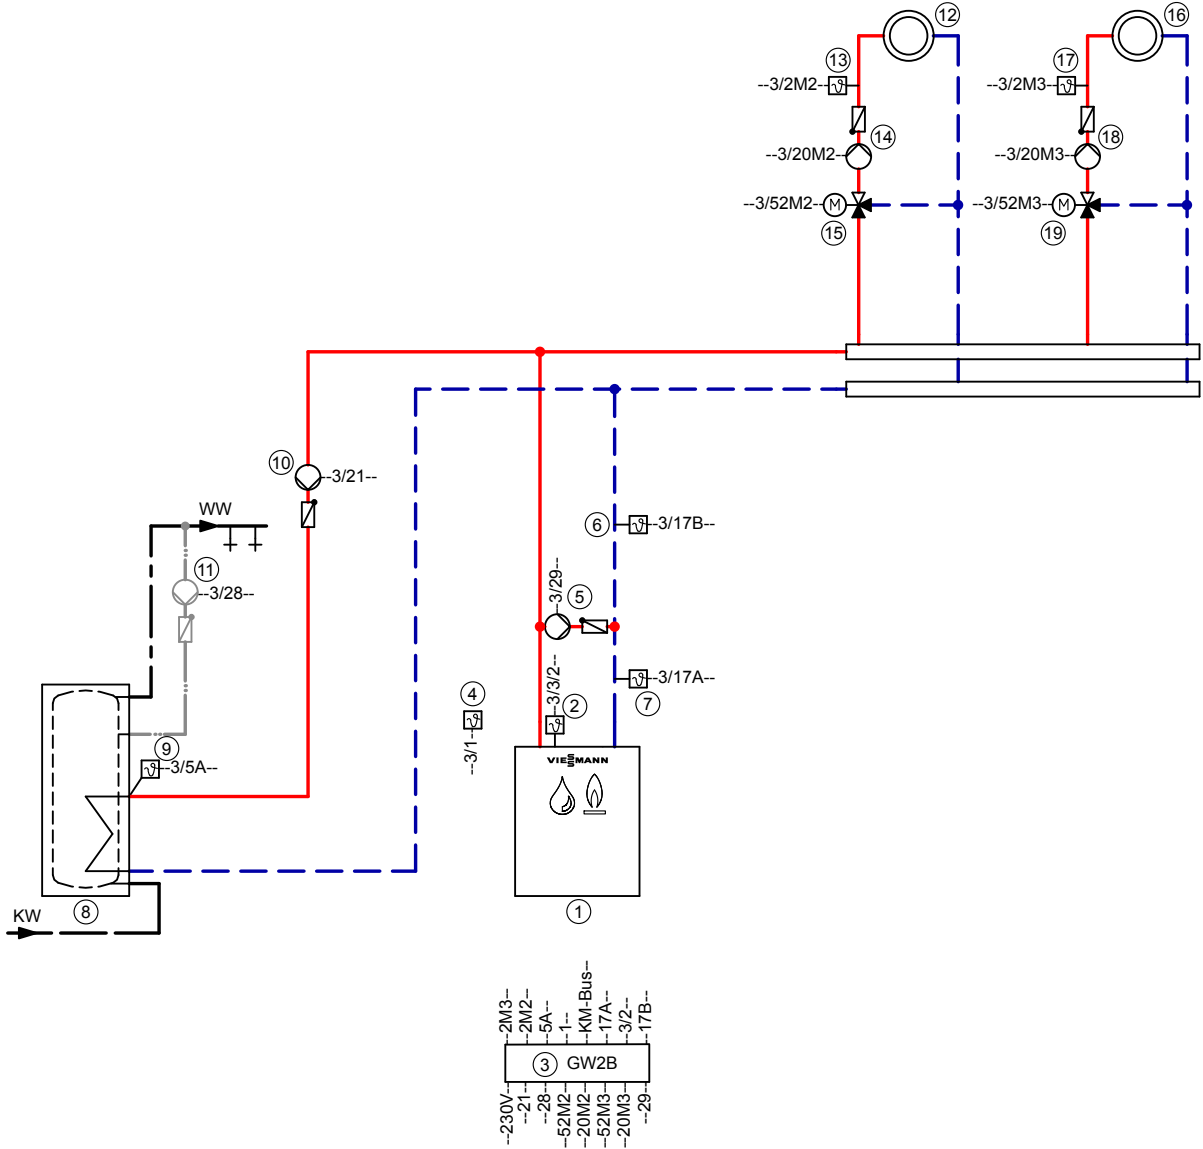 12
16
13
17
--3/2M2--
--3/2M3--
14
18
--3/20M2--
--3/20M3--
--3/52M2--
M
--3/52M3--
M
15
19
10
--3/21--
WW
6
--3/17B--
11
--3/28--
--3/29--
5
--3/3/2--
--3/17A--
4
2
7
--3/1--
9
--3/5A--
VIESMANN
8
1
KW
--2M3--
--2M2--
--5A--
--1--
--KM-Bus--
--17A--
--3/2--
--17B--
3 GW2B
--230V--
--21--
--28--
--52M2--
--20M2--
--52M3--
--20M3--
--29--